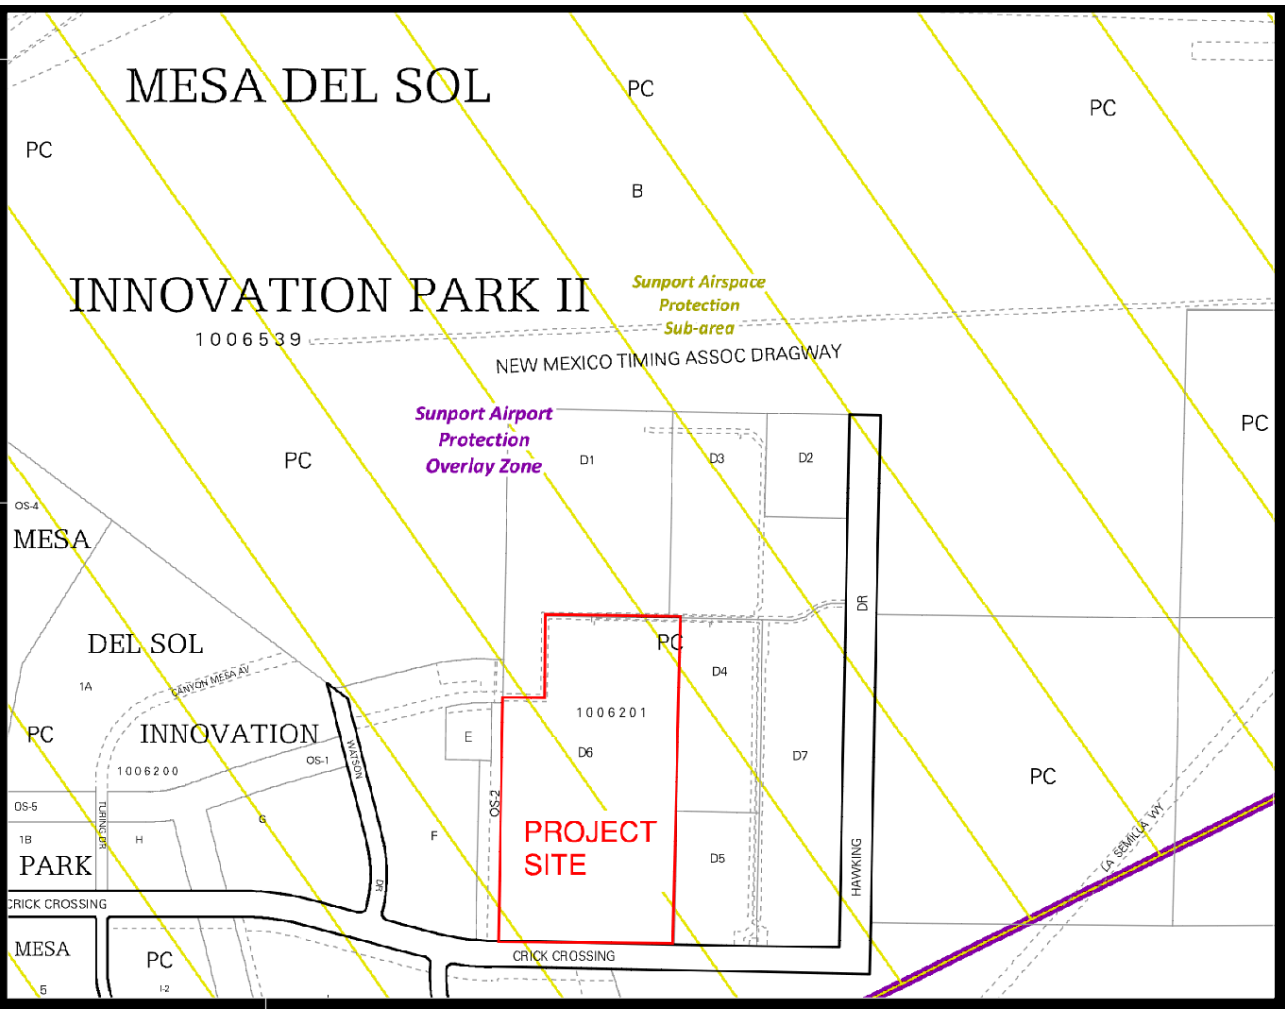 MESA DEL SOL
PC
PC
PC
B
INNOVATION PARK II
1006539
Sunport Airspace
Protection
Sub-area
NEW MEXICO TIMING ASSOC DRAGWAY
Sunport Airport
Protection
Overlay Zone
PC
PC
D1
D3
D2
OS-4
MESA
DEL SOL
1A
CANYON MESA AV
PC
INNOVATION
1006200
OS-1
WATSON
DR
OS-5
TURING DR
1B
H
G
F
E
OS-2
PARK
PC
1006201
D6
D4
D7
D5
PROJECT
SITE
DR
HAWKING
PC
LA SEMILLA WY
CRICK CROSSING
CRICK CROSSING
MESA
5
PC
I-2